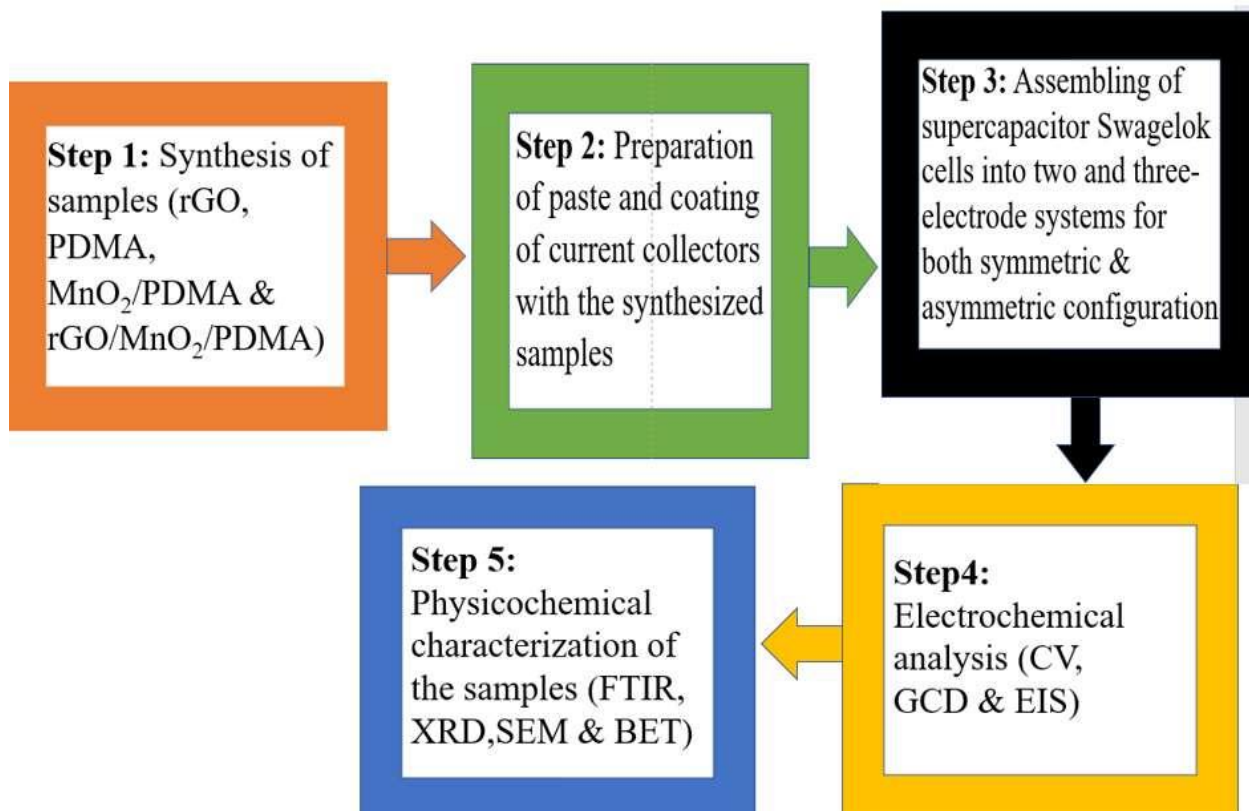 Step 1: Synthesis of
samples (rGO,
PDMA,
MnO₂/PDMA &
rGO/MnO₂/PDMA)
Step 2: Preparation
of paste and coating
of current collectors
with the synthesized
samples
Step 3: Assembling of
supercapacitor Swagelok
cells into two and three-
electrode systems for
both symmetric &
asymmetric configuration
Step4:
Electrochemical
analysis (CV,
GCD & EIS)
Step 5:
Physicochemical
characterization of
the samples (FTIR,
XRD,SEM & BET)